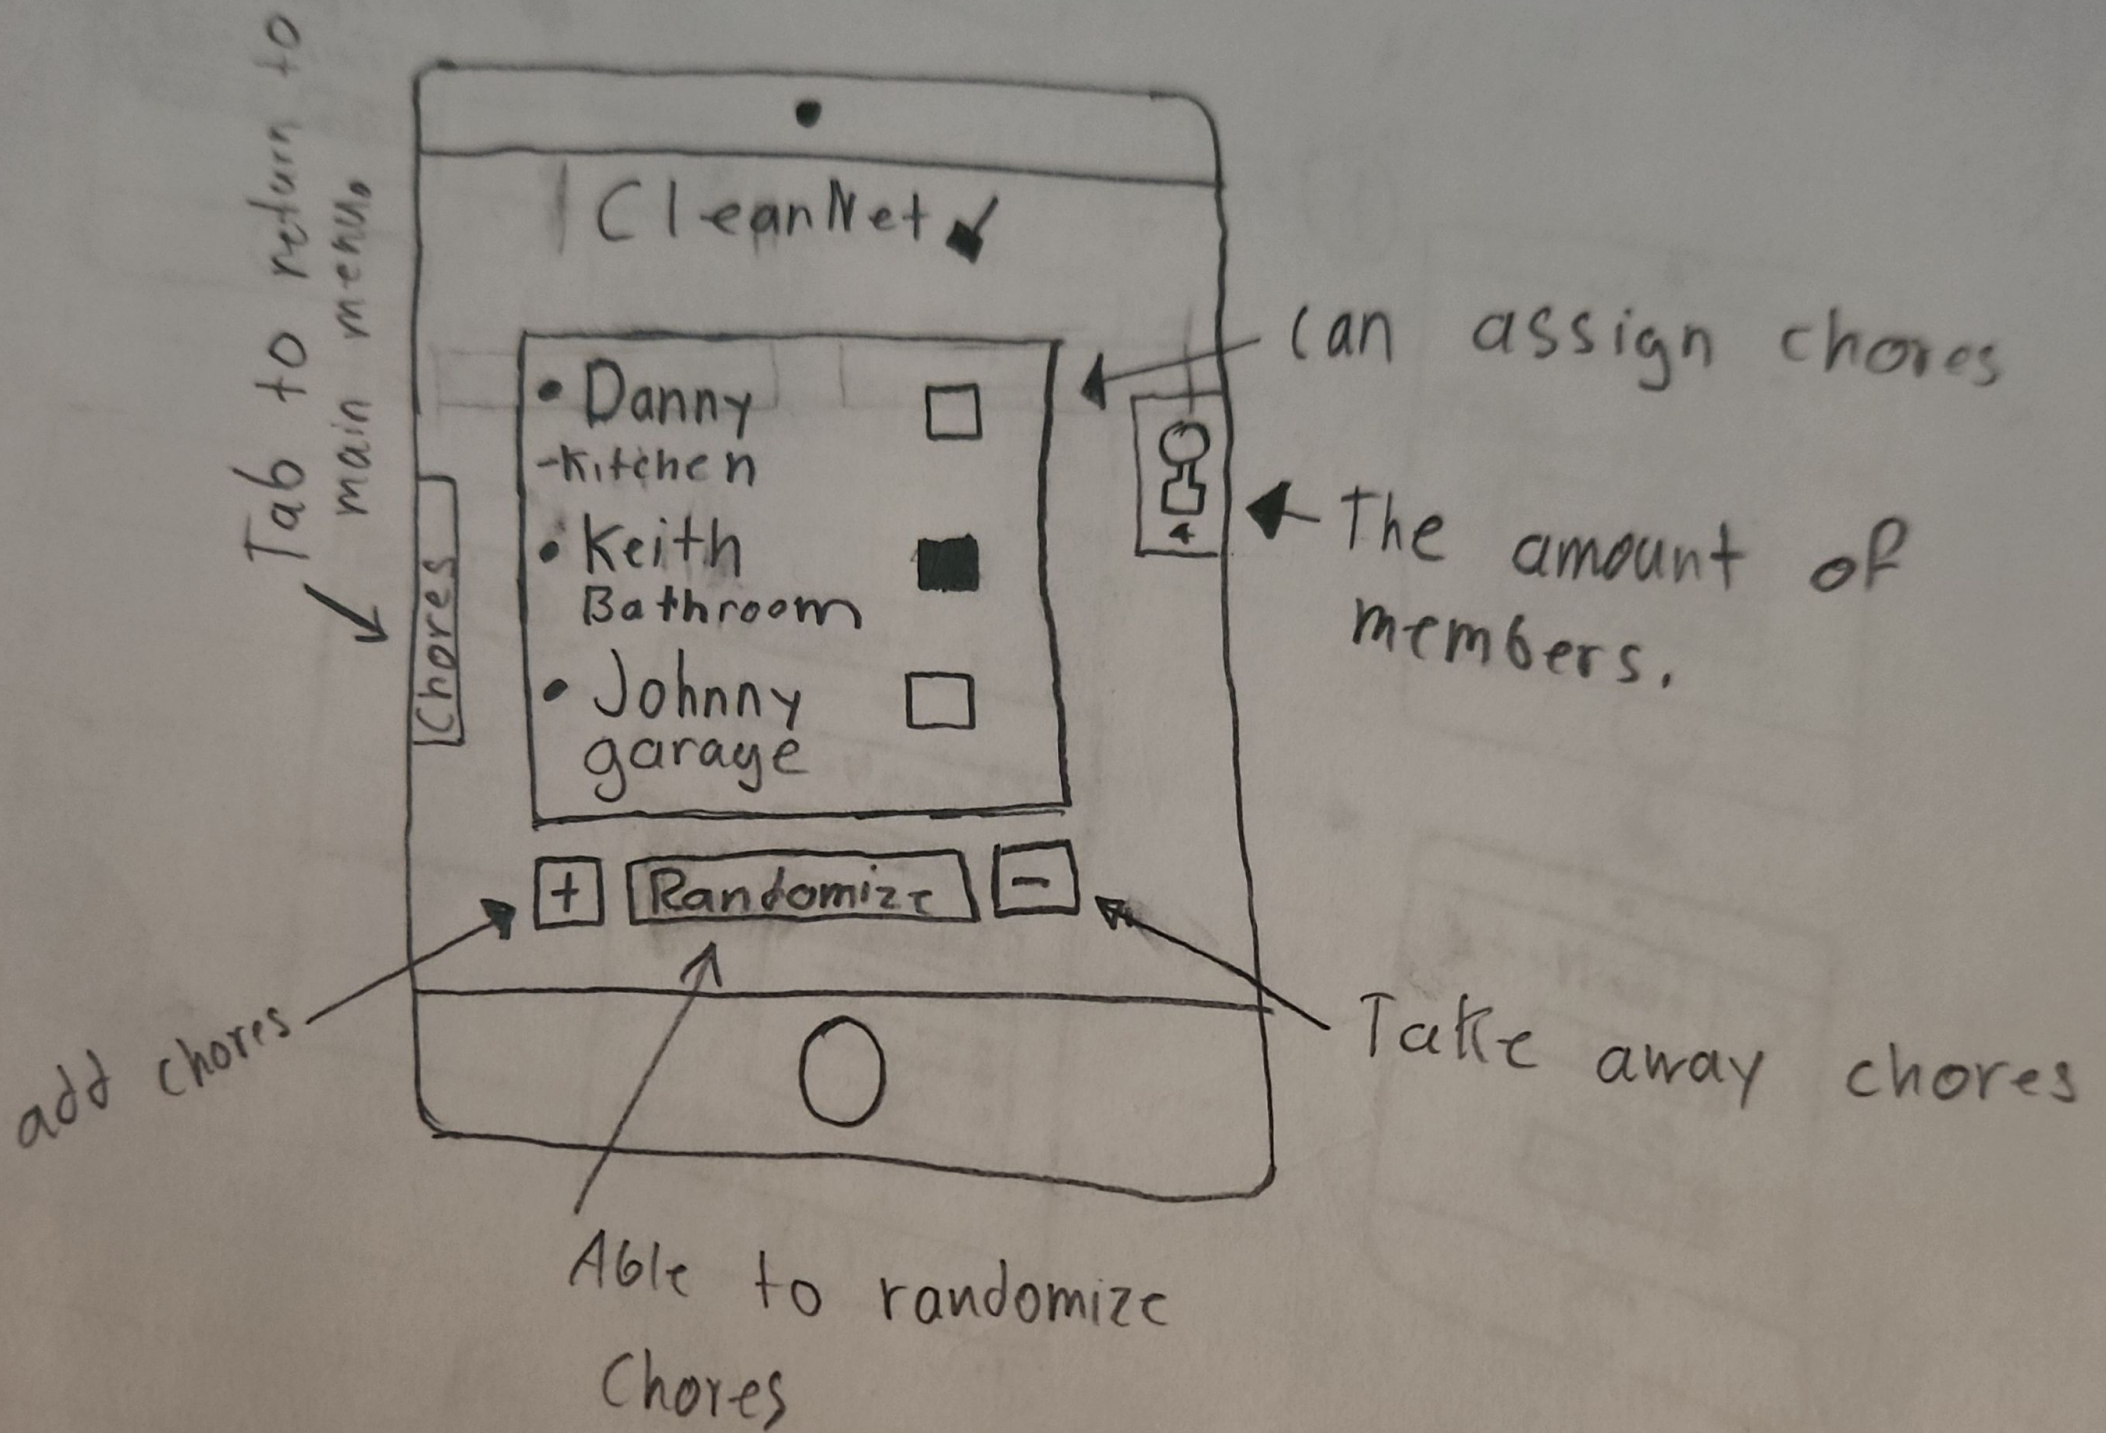 Tab to return to
main menu.
CleanNet
can assign chores
• Danny
-Kitchen
• Keith
Bathroom
• Johnny
garage
Chores
4
The amount of
members.
+
Randomize
-
add chores
Take away chores
Able to randomize
Chores